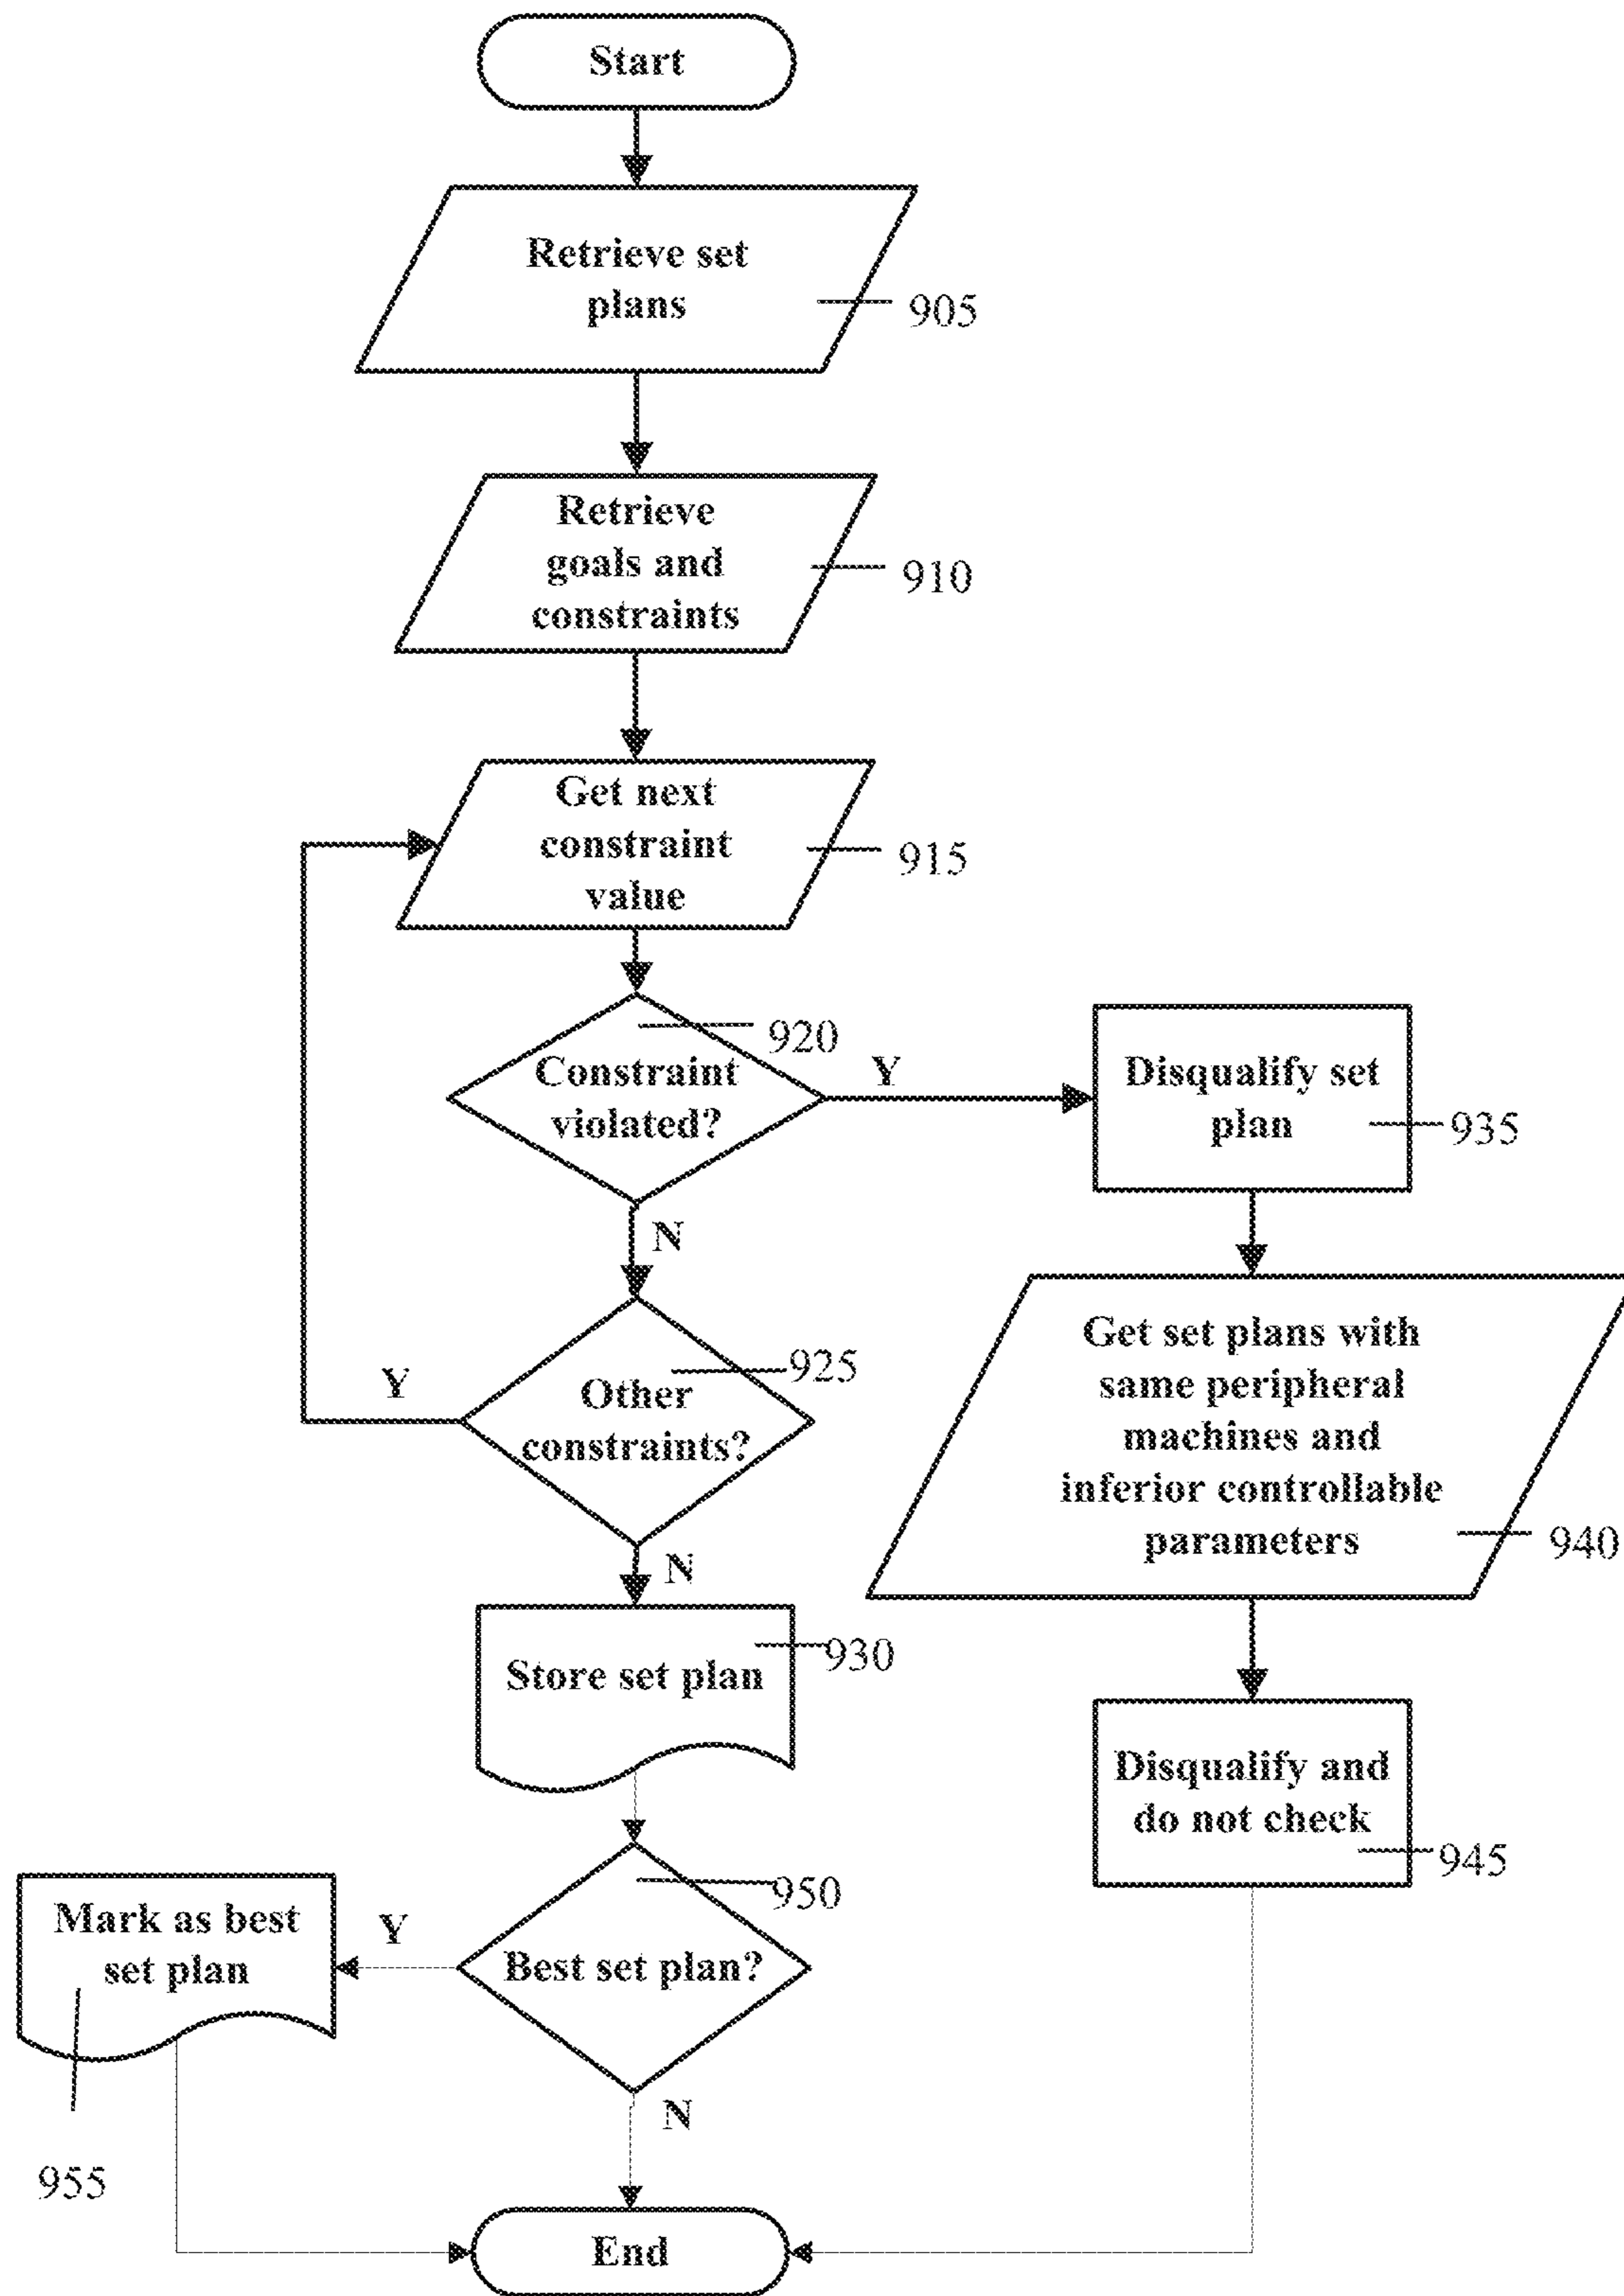 Start
Retrieve set
plans
905
Retrieve
goals and
constraints
910
Get next
constraint
value
915
920
Constraint
violated?
Y
N
Disqualify set
plan
935
925
Other
constraints?
Y
N
Get set plans with
same peripheral
machines and
inferior controllable
parameters
940
Store set plan
930
Disqualify and
do not check
945
950
Best set plan?
Y
N
Mark as best
set plan
955
End